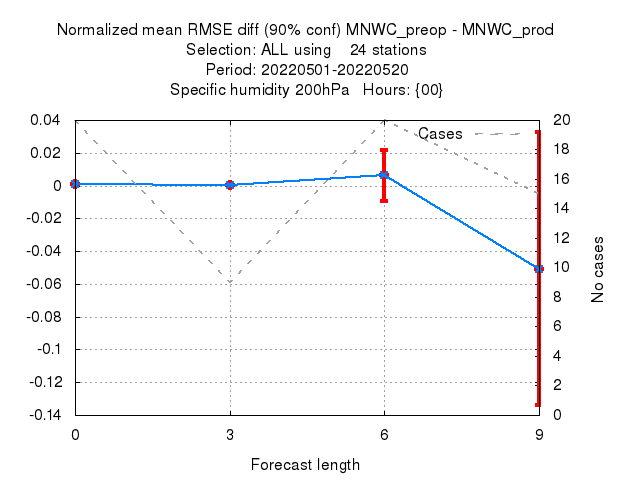 Normalized mean RMSE diff (90% conf) MNWC_preop - MNWC_prod
Selection: ALL using    24 stations
Period: 20220501-20220520
Specific humidity 200hPa   Hours: {00}
Cases
0.04
0.02
0
-0.02
-0.04
-0.06
-0.08
-0.1
-0.12
-0.14
20
18
16
14
12
10
8
6
4
2
0
No cases
0 3 6 9
Forecast length